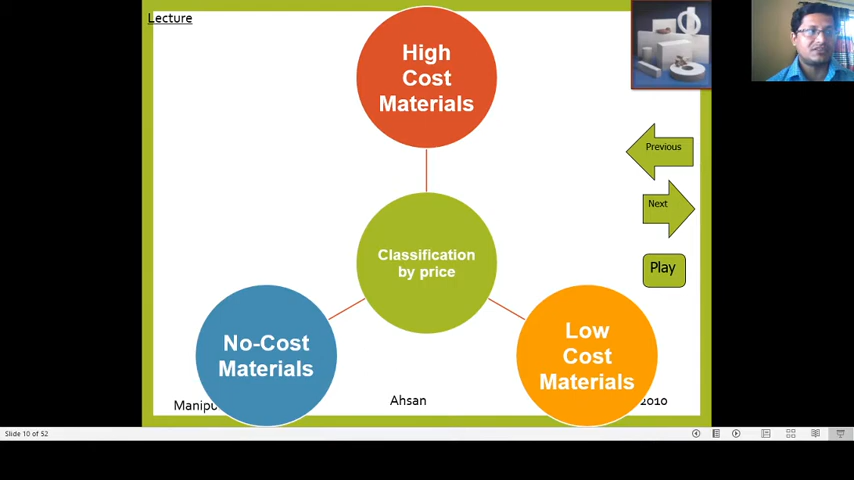 Lecture
High
Cost
Materials
Previous
Next
Classification
by price
Play
No-Cost
Materials
Low
Cost
Materials
Ahsan
2010
Slide 10 of 52